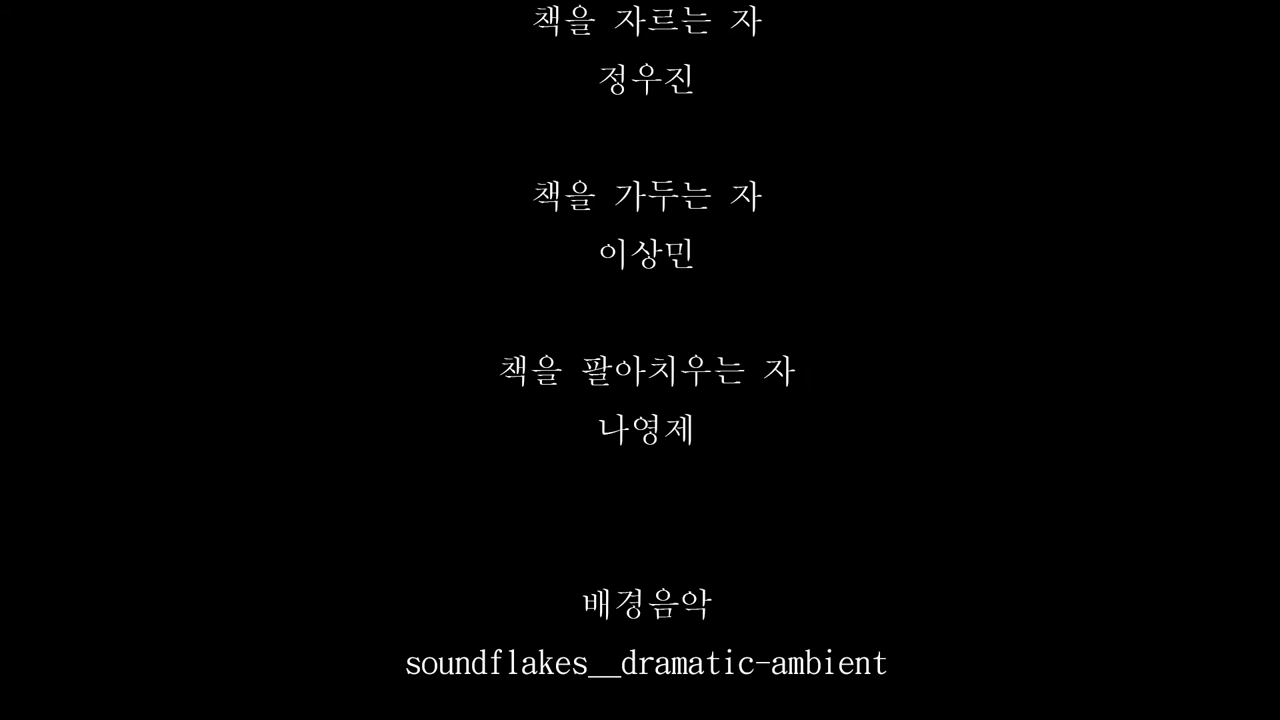 책을 자르는 자
정우진
책을 가두는 자
이상민
책을 팔아치우는 자
나영제
배경음악
soundflakes__dramatic-ambient